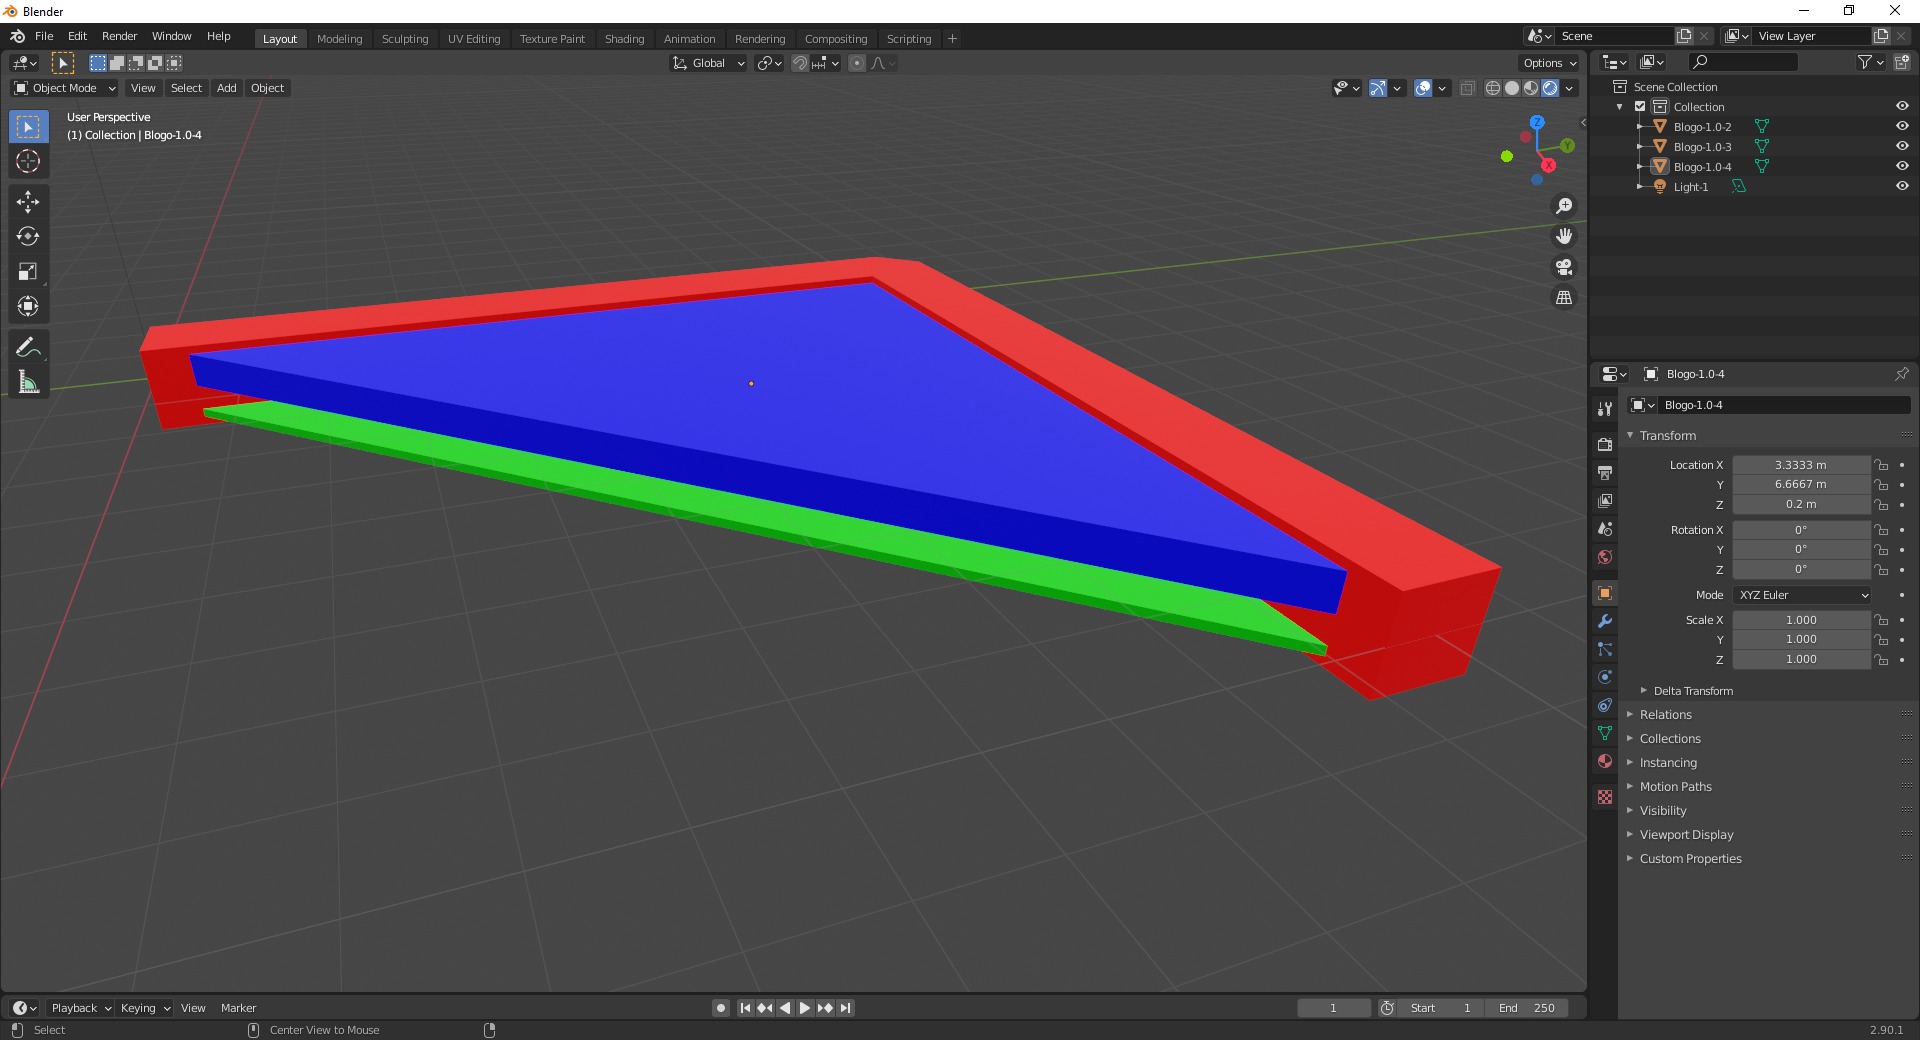 Blender
File Edit Render Window Help
Layout Modeling Sculpting UV Editing Texture Paint Shading Animation Rendering Compositing Scripting +
Scene
View Layer
Global
Options
Object Mode View Select Add Object
User Perspective
(1) Collection | Blogo-1.0-4
Z
Y
X
Scene Collection
Collection
Blogo-1.0-2
Blogo-1.0-3
Blogo-1.0-4
Light-1
Blogo-1.0-4
Blogo-1.0-4
Transform
Location X 3.3333 m
Y 6.6667 m
Z 0.2 m
Rotation X 0°
Y 0°
Z 0°
Mode XYZ Euler
Scale X 1.000
Y 1.000
Z 1.000
Delta Transform
Relations
Collections
Instancing
Motion Paths
Visibility
Viewport Display
Custom Properties
Playback Keying View Marker
1
Start 1
End 250
Select
Center View to Mouse
2.90.1